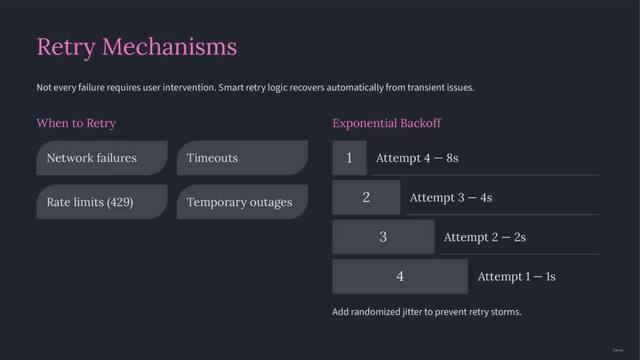 Retry Mechanisms
Not every failure requires user intervention. Smart retry logic recovers automatically from transient issues.
When to Retry
Network failures
Timeouts
Rate limits (429)
Temporary outages
Exponential Backoff
1
Attempt 4 — 8s
2
Attempt 3 — 4s
3
Attempt 2 — 2s
4
Attempt 1 — 1s
Add randomized jitter to prevent retry storms.